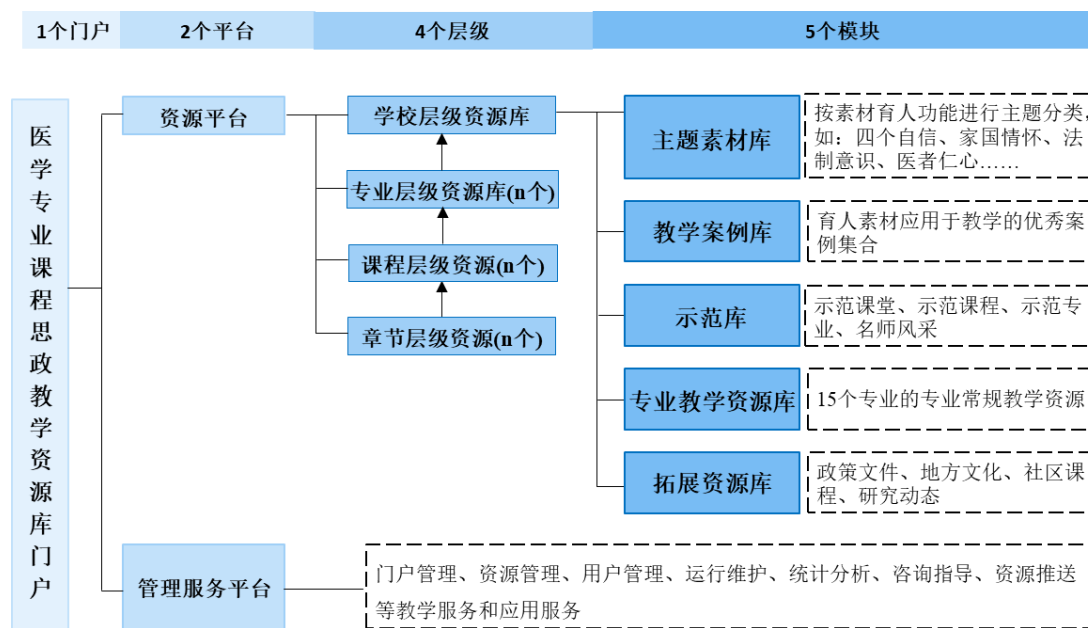 1个门户
2个平台
4个层级
5个模块
医学专业课程思政教学资源库门户
资源平台
学校层级资源库
专业层级资源库(n个)
课程层级资源(n个)
章节层级资源(n个)
主题素材库
按素材育人功能进行主题分类,
如：四个自信、家国情怀、法
制意识、医者仁心……
教学案例库
育人素材应用于教学的优秀案
例集合
示范库
示范课堂、示范课程、示范专
业、名师风采
专业教学资源库
15个专业的专业常规教学资源
拓展资源库
政策文件、地方文化、社区课
程、研究动态
管理服务平台
门户管理、资源管理、用户管理、运行维护、统计分析、咨询指导、资源推送
等教学服务和应用服务